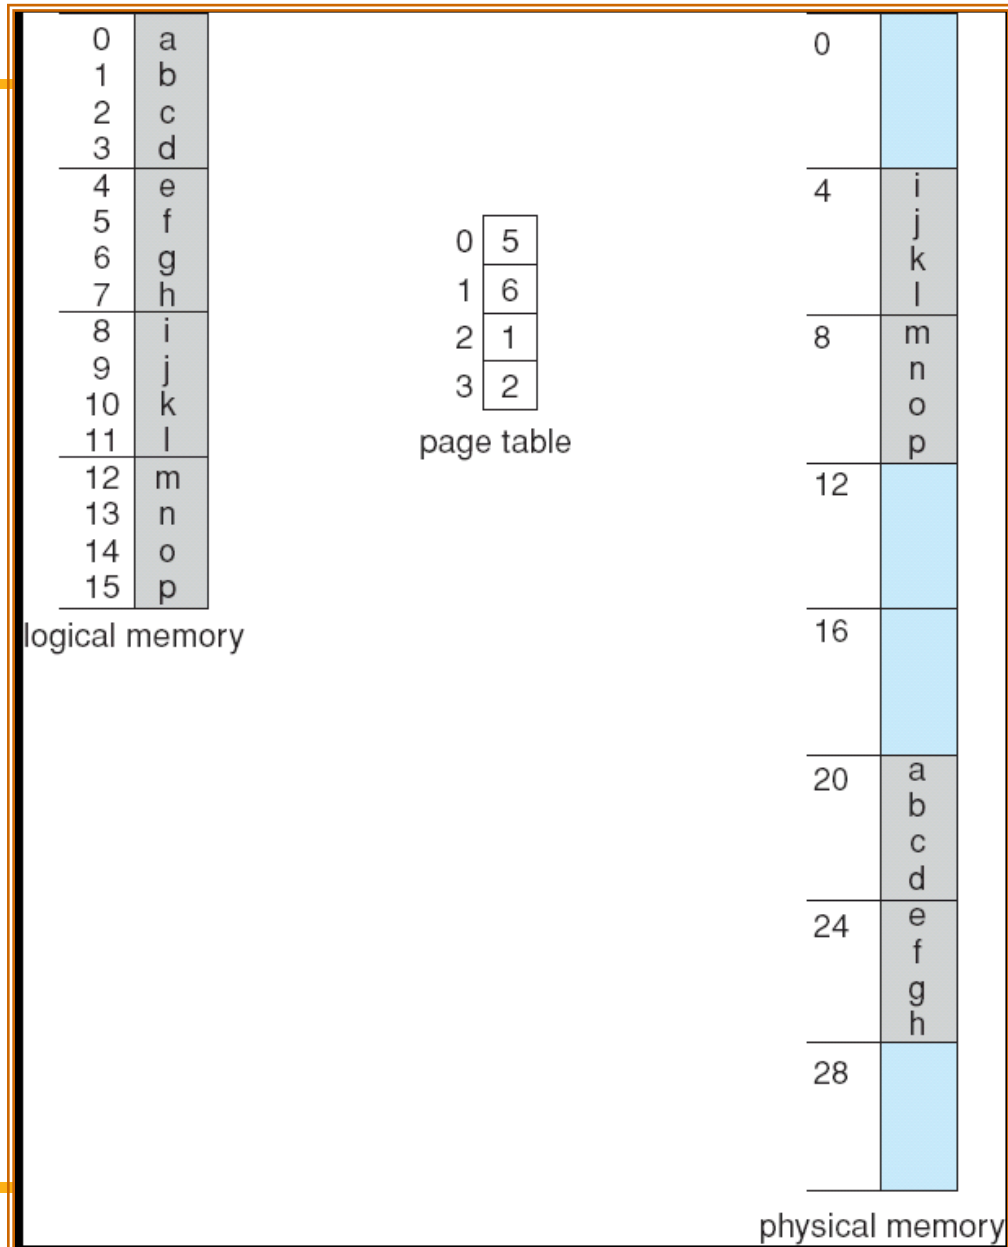 0 a
1 b
2 c
3 d
4 e
5 f
6 g
7 h
8 i
9 j
10 k
11 l
12 m
13 n
14 o
15 p
logical memory
0 5
1 6
2 1
3 2
page table
0
4 i
j
k
l
8 m
n
o
p
12
16
20 a
b
c
d
24 e
f
g
h
28
physical memory